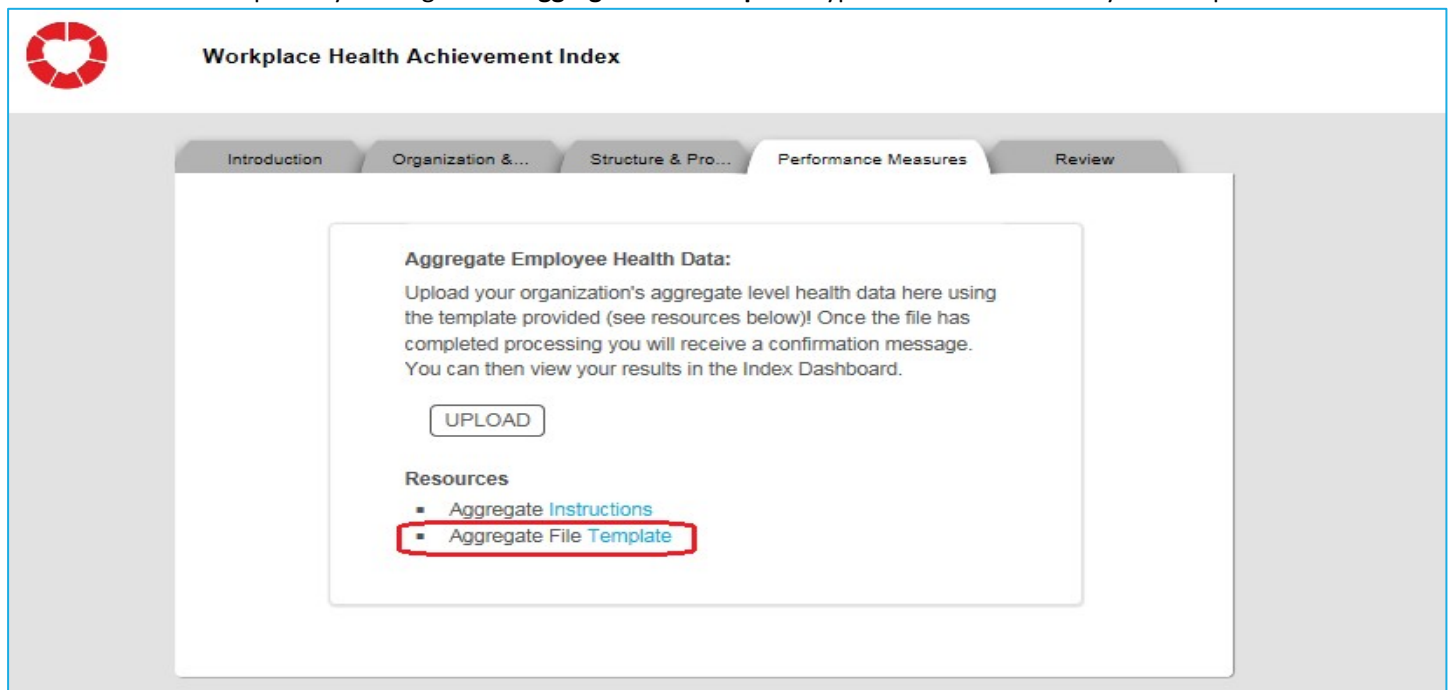 Workplace Health Achievement Index
Introduction
Organization &...
Structure & Pro...
Performance Measures
Review
Aggregate Employee Health Data:
Upload your organization's aggregate level health data here using
the template provided (see resources below)! Once the file has
completed processing you will receive a confirmation message.
You can then view your results in the Index Dashboard.
UPLOAD
Resources
▪ Aggregate Instructions
▪ Aggregate File Template